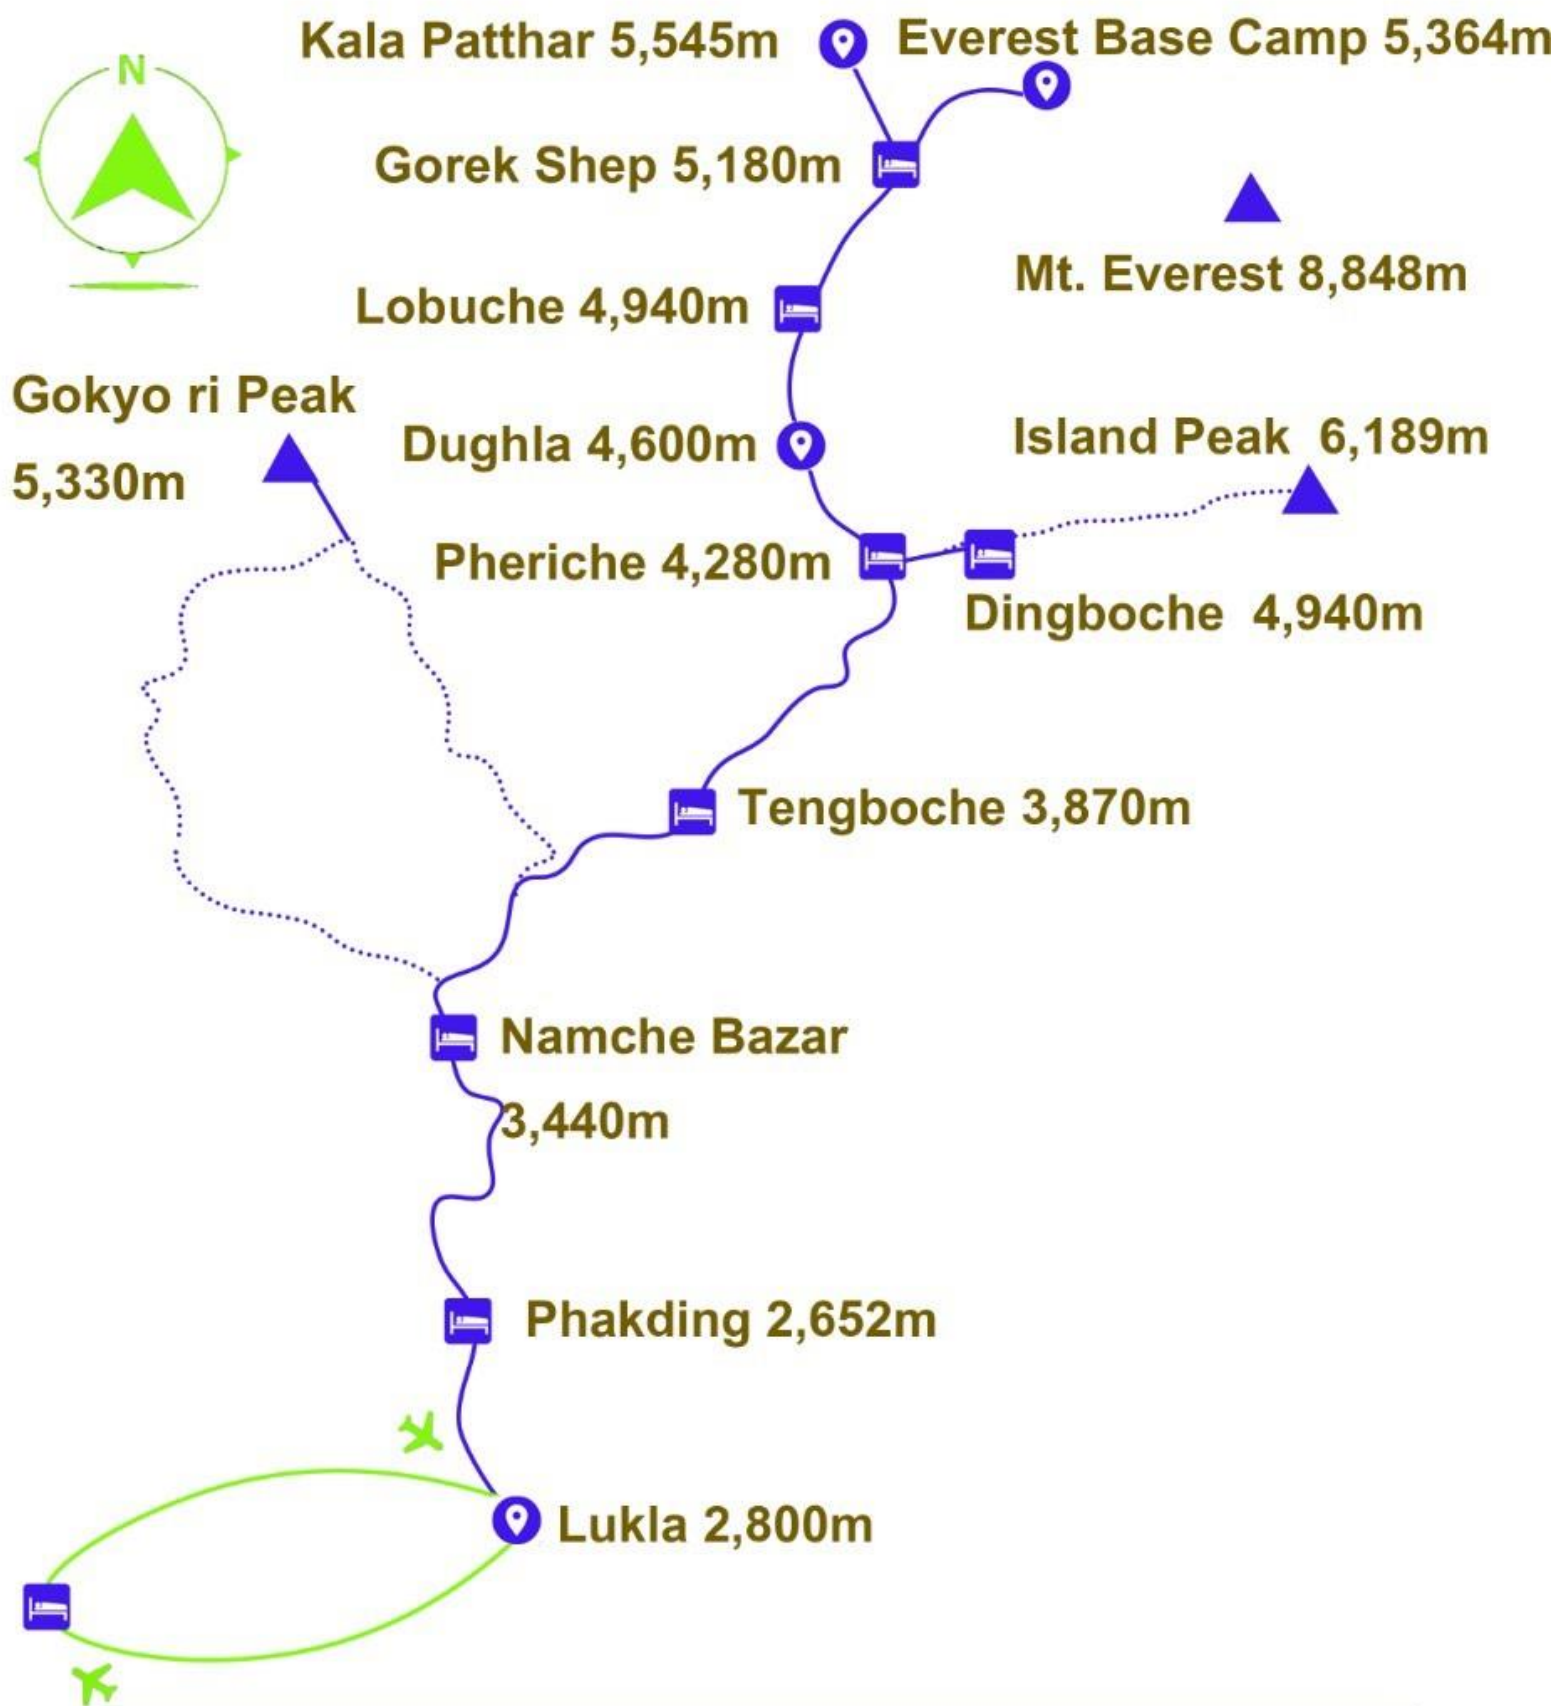 Kala Patthar 5,545m
Everest Base Camp 5,364m
N
Gorek Shep 5,180m
Mt. Everest 8,848m
Lobuche 4,940m
Gokyo ri Peak
5,330m
Dughla 4,600m
Island Peak 6,189m
Pheriche 4,280m
Dingboche 4,940m
Tengboche 3,870m
Namche Bazar
3,440m
Phakding 2,652m
Lukla 2,800m